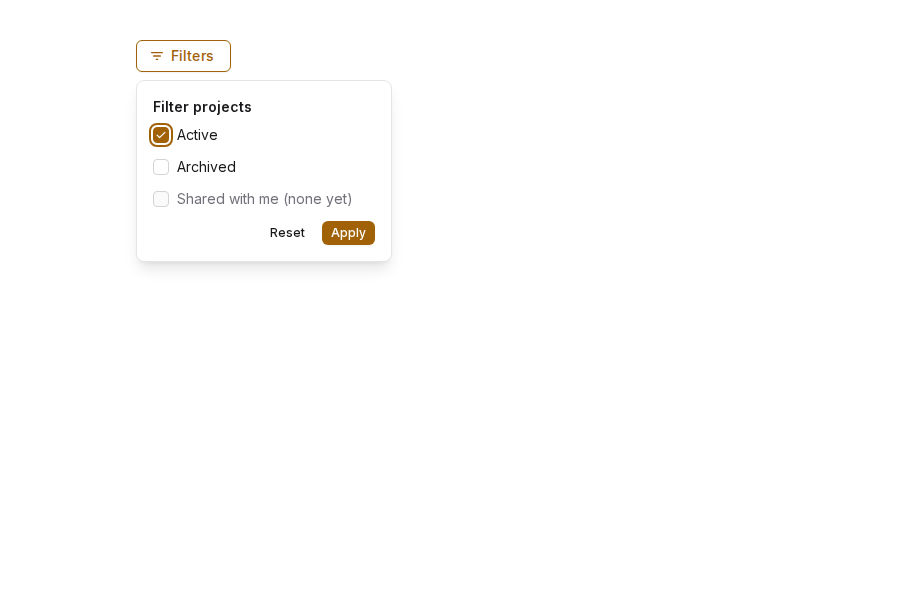 Filters
Filter projects
Active
Archived
Shared with me (none yet)
Reset Apply